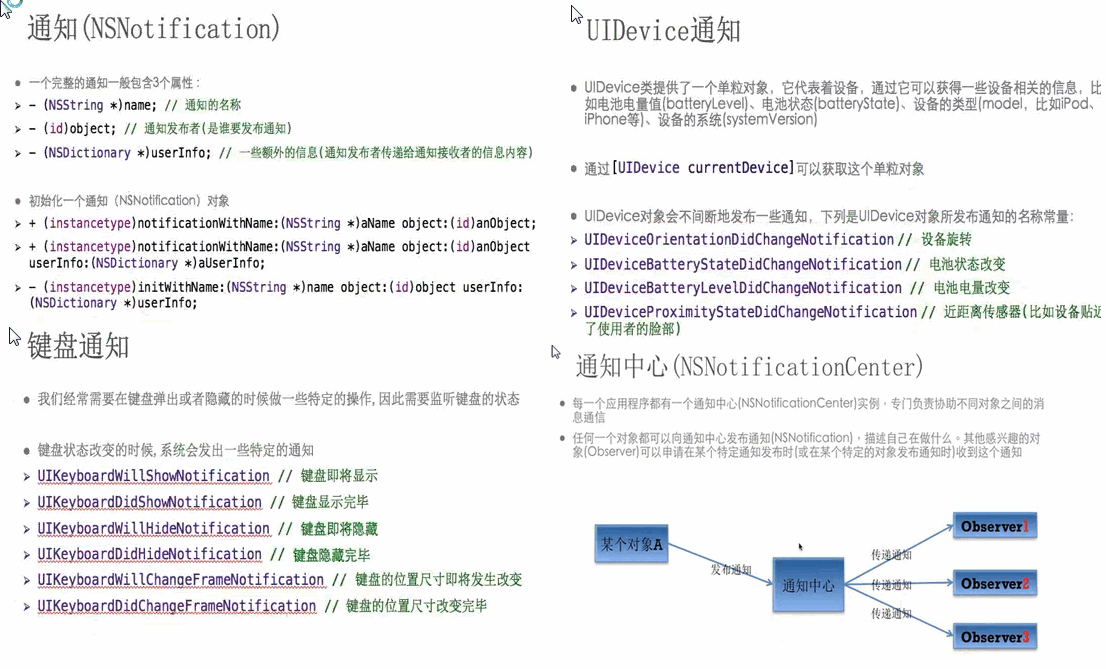 通知(NSNotification)
一个完整的通知一般包含3个属性：
- (NSString *)name; // 通知的名称
- (id)object; // 通知发布者(是谁要发布通知)
- (NSDictionary *)userInfo; // 一些额外的信息(通知发布者传递给通知接收者的信息内容)
初始化一个通知（NSNotification）对象
+ (instancetype)notificationWithName:(NSString *)aName object:(id)anObject;
+ (instancetype)notificationWithName:(NSString *)aName object:(id)anObject
userInfo:(NSDictionary *)aUserInfo;
- (instancetype)initWithName:(NSString *)name object:(id)object userInfo:
(NSDictionary *)userInfo;
键盘通知
我们经常需要在键盘弹出或者隐藏的时候做一些特定的操作,因此需要监听键盘的状态
键盘状态改变的时候,系统会发出一些特定的通知
UIKeyboardWillShowNotification // 键盘即将显示
UIKeyboardDidShowNotification // 键盘显示完毕
UIKeyboardWillHideNotification // 键盘即将隐藏
UIKeyboardDidHideNotification // 键盘隐藏完毕
UIKeyboardWillChangeFrameNotification // 键盘的位置尺寸即将发生改变
UIKeyboardDidChangeFrameNotification // 键盘的位置尺寸改变完毕
UIDevice通知
UIDevice类提供了一个单粒对象，它代表着设备，通过它可以获得一些设备相关的信息，比
如电池电量值(batteryLevel)、电池状态(batteryState)、设备的类型(model，比如iPod、
iPhone等)、设备的系统(systemVersion)
通过[UIDevice currentDevice]可以获取这个单粒对象
UIDevice对象会不间断地发布一些通知，下列是UIDevice对象所发布通知的名称常量：
UIDeviceOrientationDidChangeNotification // 设备旋转
UIDeviceBatteryStateDidChangeNotification // 电池状态改变
UIDeviceBatteryLevelDidChangeNotification // 电池电量改变
UIDeviceProximityStateDidChangeNotification // 近距离传感器(比如设备贴近
了使用者的脸部)
通知中心(NSNotificationCenter)
每一个应用程序都有一个通知中心(NSNotificationCenter)实例，专门负责协助不同对象之间的消
息通信
任何一个对象都可以向通知中心发布通知(NSNotification)，描述自己在做什么。其他感兴趣的对
象(Observer)可以申请在某个特定通知发布时(或在某个特定的对象发布通知时)收到这个通知
某个对象A
发布通知
通知中心
传递通知
传递通知
传递通知
Observer1
Observer2
Observer3